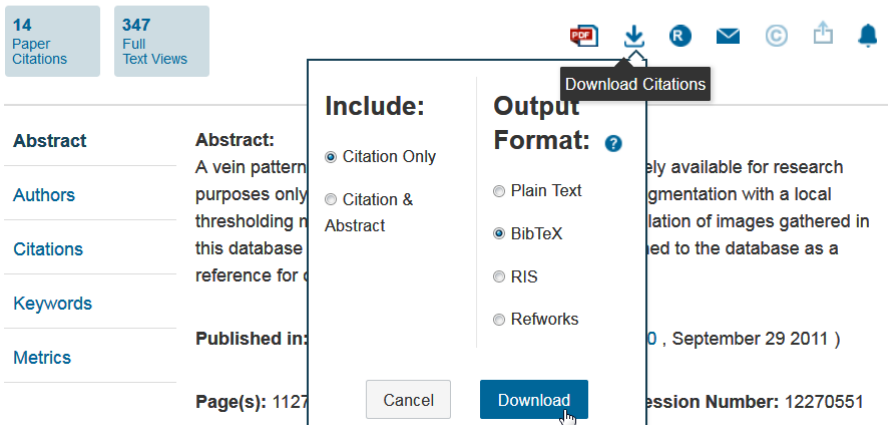 14
Paper
Citations
347
Full
Text Views
PDF
R
©
Download Citations
Include:
Citation Only
Citation &
Abstract
Output
Format: ?
Plain Text
BibTeX
RIS
Refworks
Cancel
Download
Abstract
Authors
Citations
Keywords
Metrics
Abstract:
A vein pattern ely available for research
purposes only gmentation with a local
thresholding lation of images gathered in
this database ed to the database as a
reference for
Published in: 0 , September 29 2011 )
Page(s): 1127 ession Number: 12270551